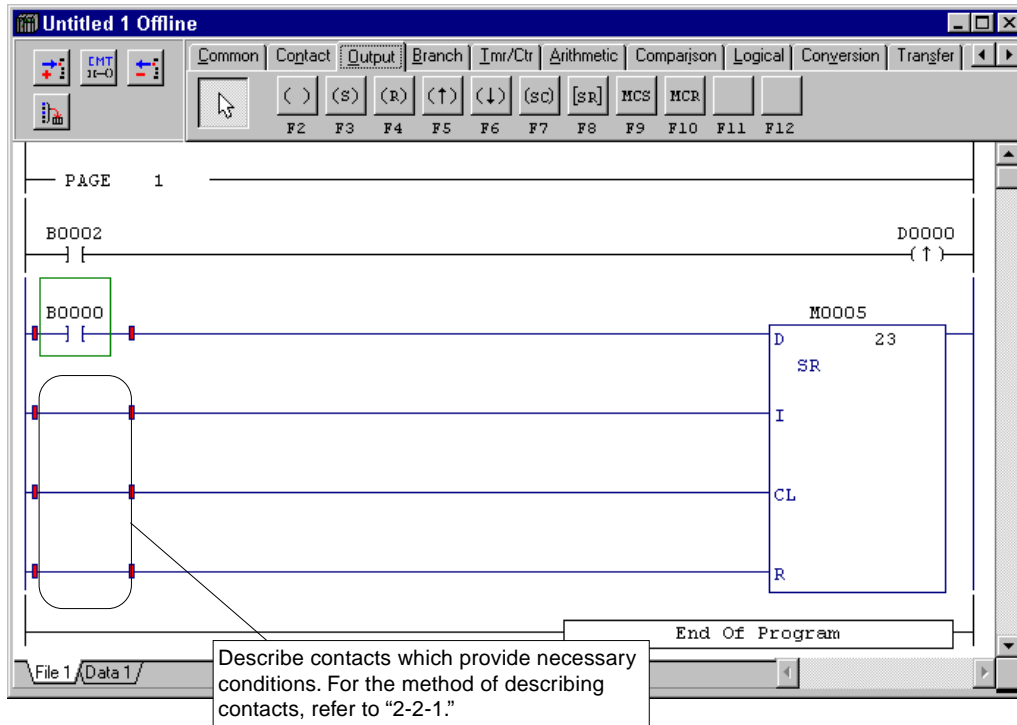 Untitled 1 Offline
CMT
Common Contact Output Branch Tmr/Ctr Arithmetic Comparison Logical Conversion Transfer
( ) (S) (R) (↑) (↓) (SC) [SR] MCS MCR
F2 F3 F4 F5 F6 F7 F8 F9 F10 F11 F12
PAGE 1
B0002 D0000
(↑)
B0000 M0005
D 23
SR
I
CL
R
End Of Program
File 1 Data 1
Describe contacts which provide necessary
conditions. For the method of describing
contacts, refer to “2-2-1.”